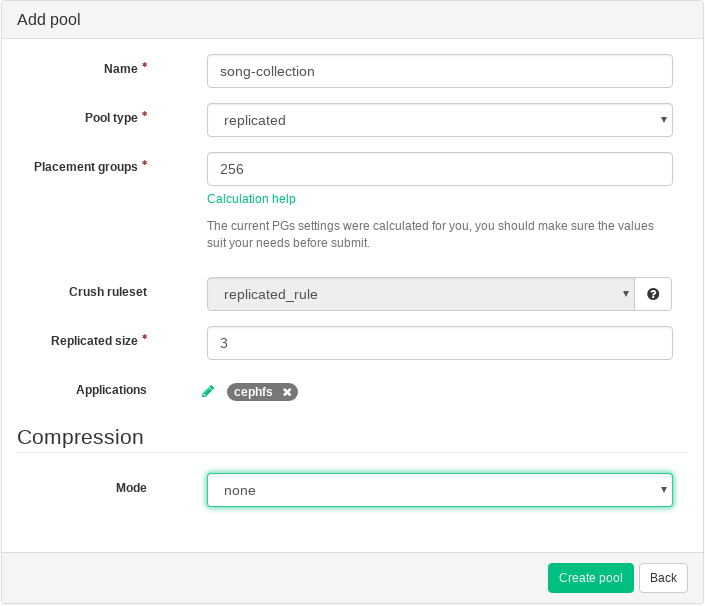 Add pool
Name *
song-collection
Pool type *
replicated
Placement groups *
256
Calculation help
The current PGs settings were calculated for you, you should make sure the values
suit your needs before submit.
Crush ruleset
replicated_rule
Replicated size *
3
Applications
cephfs
Compression
Mode
none
Create pool
Back